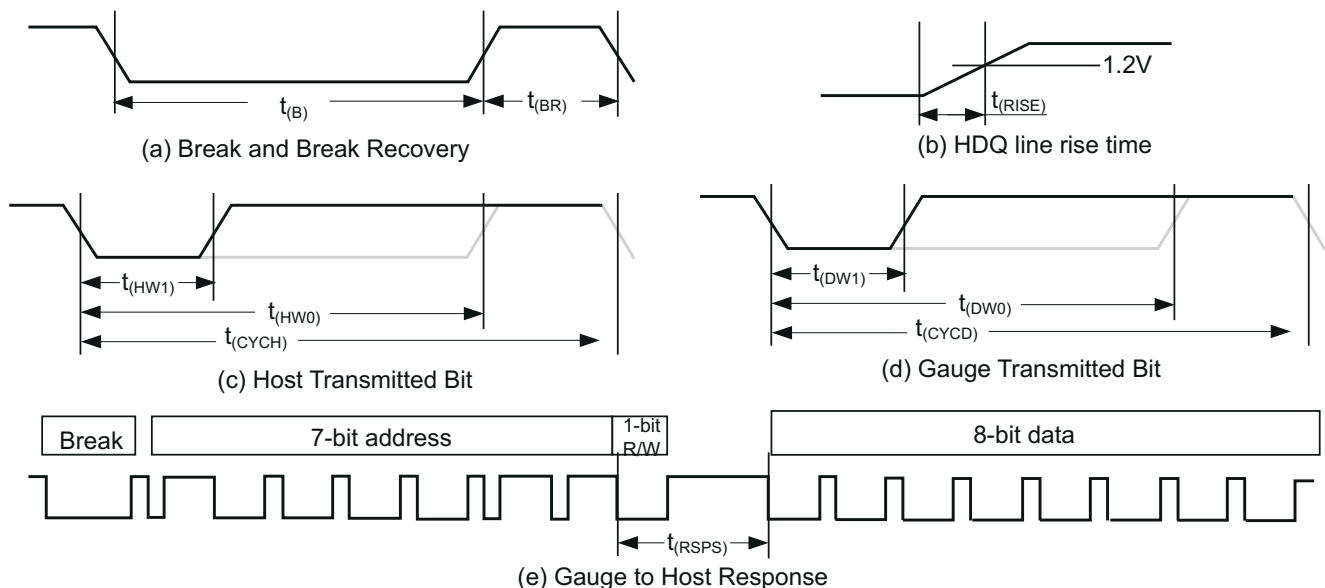 t(B)
t(BR)
(a) Break and Break Recovery
1.2V
t(RISE)
(b) HDQ line rise time
t(HW1)
t(HW0)
t(CYCH)
(c) Host Transmitted Bit
t(DW1)
t(DW0)
t(CYCD)
(d) Gauge Transmitted Bit
Break
7-bit address
1-bit
R/W
8-bit data
t(RSPS)
(e) Gauge to Host Response